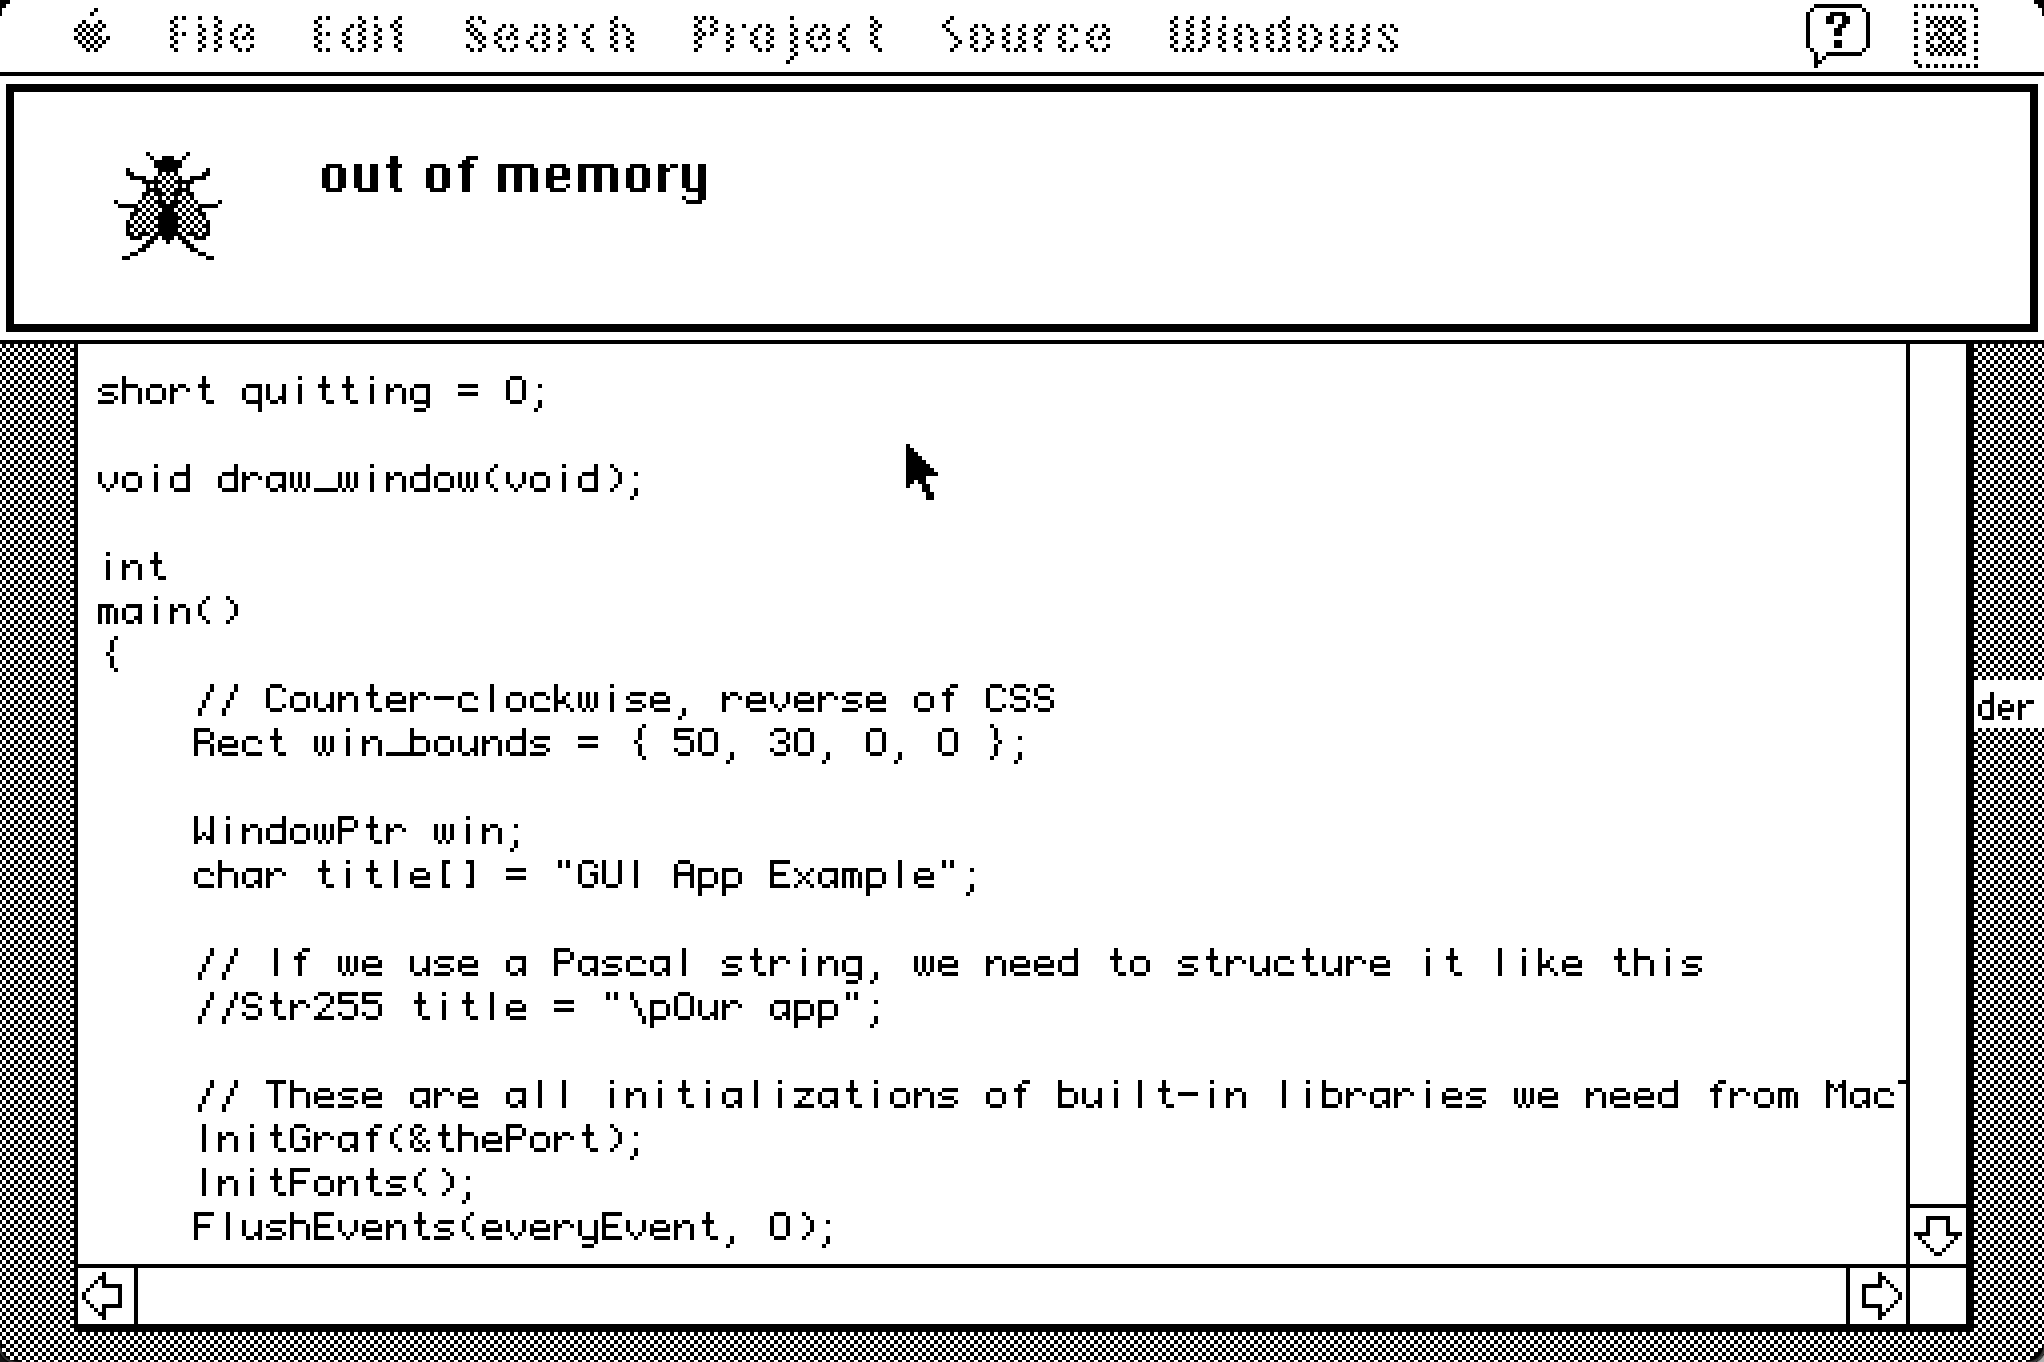 File Edit Search Project Source Windows
out of memory
short quitting = 0;
void draw_window(void);
int
main()
{
// Counter-clockwise, reverse of CSS
Rect win_bounds = { 50, 30, 0, 0 };
der
WindowPtr win;
char title[] = "GUI App Example";
// If we use a Pascal string, we need to structure it like this
//Str255 title = "\pOur app";
// These are all initializations of built-in libraries we need from Mac
InitGraf(&thePort);
InitFonts();
FlushEvents(everyEvent, 0);